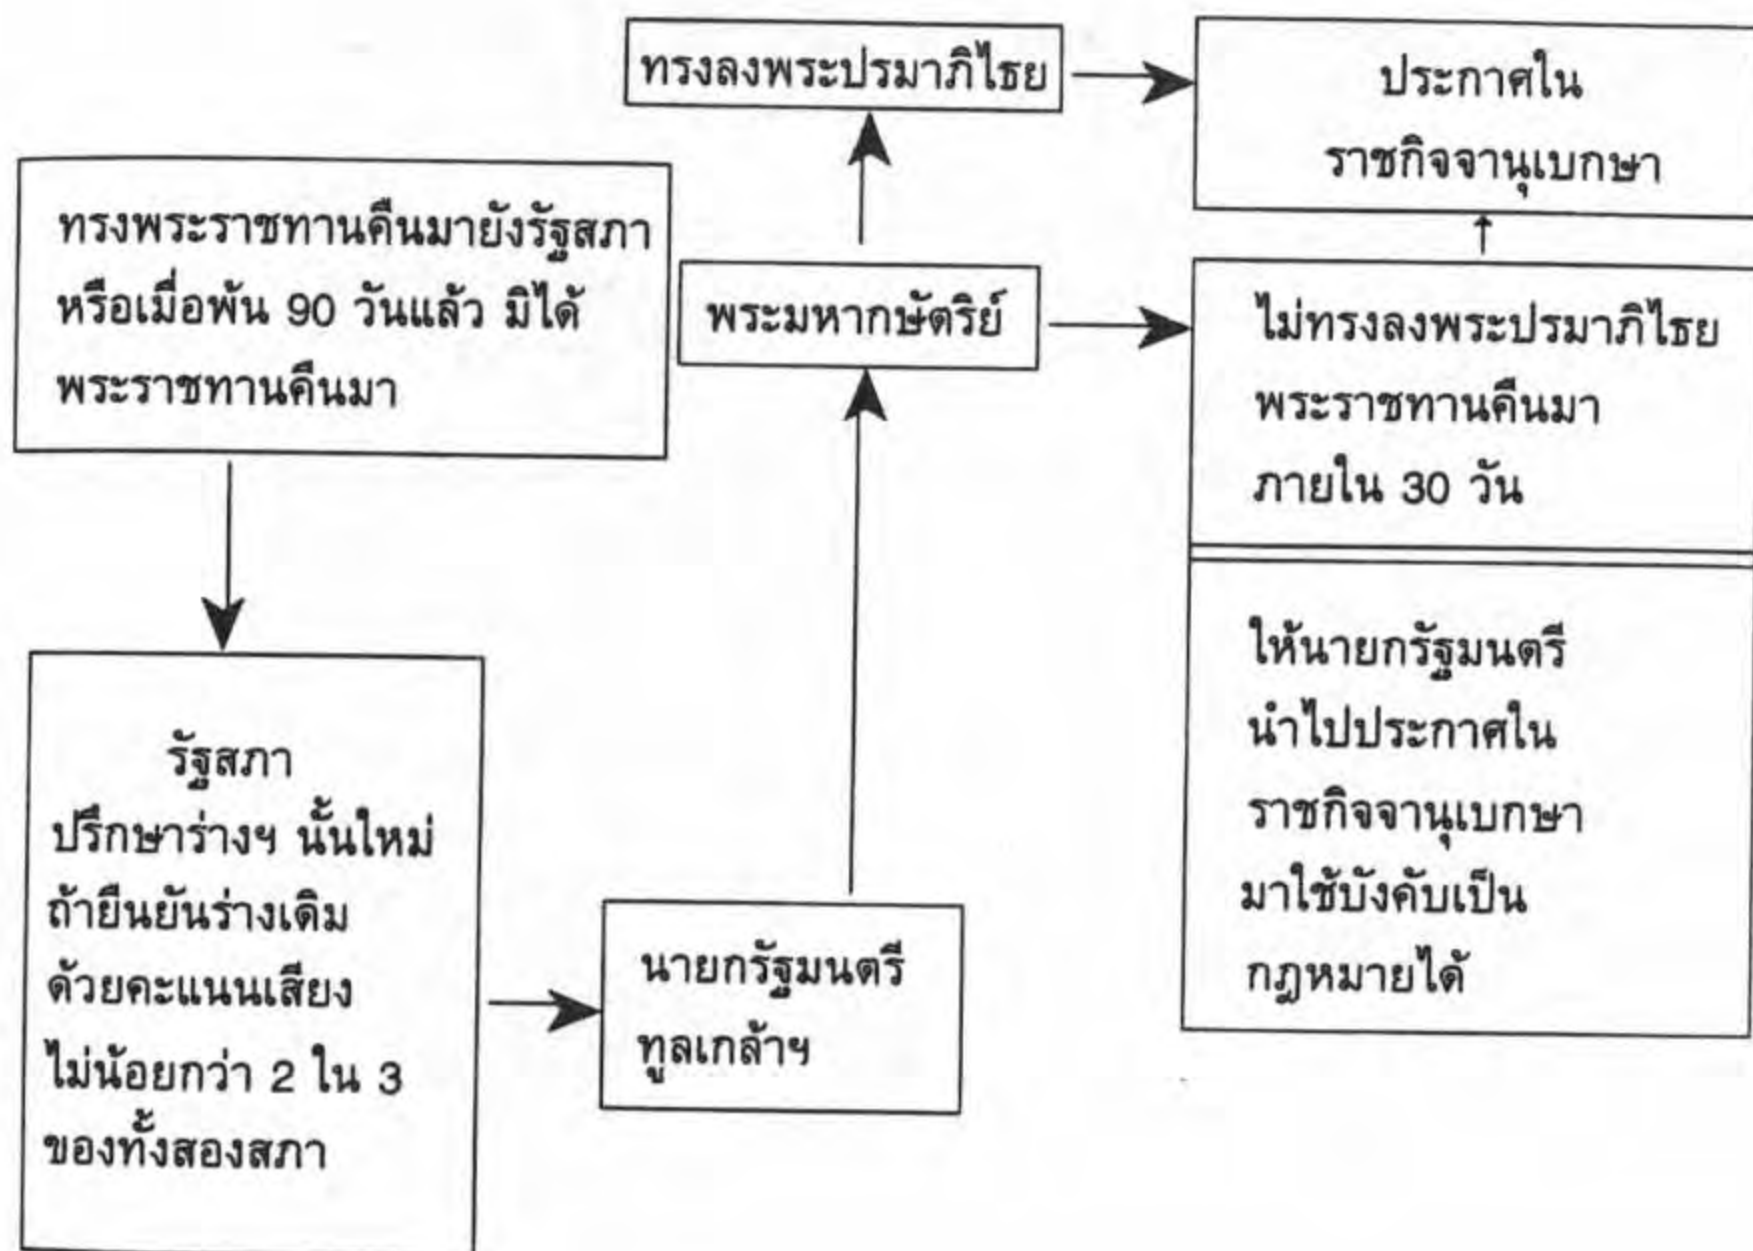 ทรงลงพระปรมาภิไธย
ประกาศใน
ราชกิจจานุเบกษา
ทรงพระราชทานคืนมายังรัฐสภา
หรือเมื่อพ้น 90 วันแล้ว มิได้
พระราชทานคืนมา
พระมหากษัตริย์
ไม่ทรงลงพระปรมาภิไธย
พระราชทานคืนมา
ภายใน 30 วัน
ให้นายกรัฐมนตรี
นำไปประกาศใน
ราชกิจจานุเบกษา
มาใช้บังคับเป็น
กฎหมายได้
รัฐสภา
ปรึกษาร่างฯ นั้นใหม่
ถ้ายืนยันร่างเดิม
ด้วยคะแนนเสียง
ไม่น้อยกว่า 2 ใน 3
ของทั้งสองสภา
นายกรัฐมนตรี
ทูลเกล้าฯ